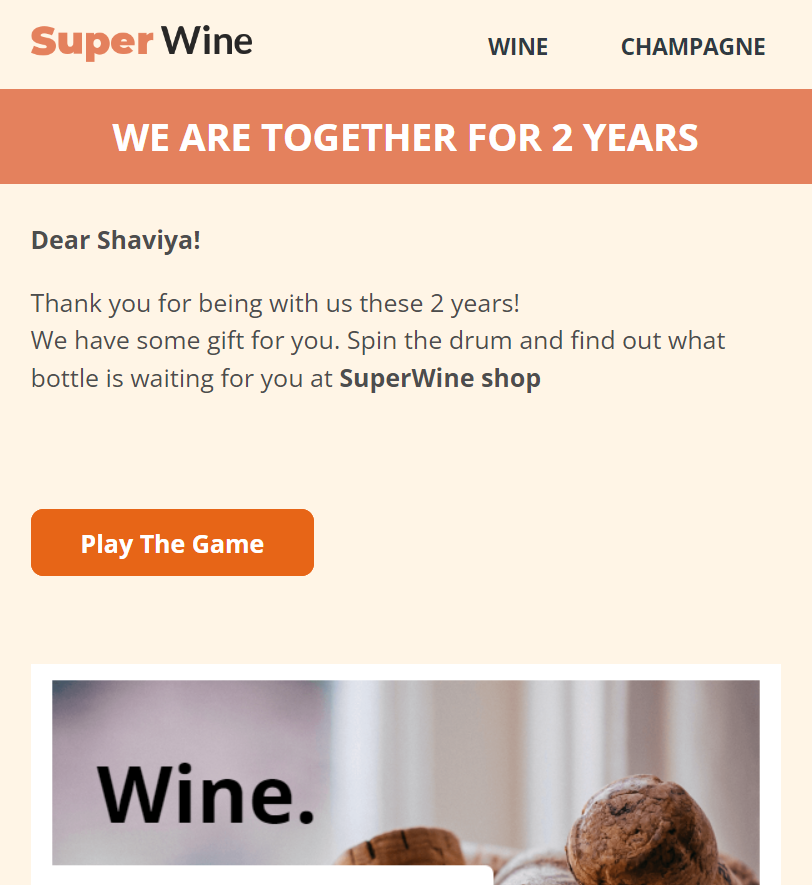 Super Wine
WINE CHAMPAGNE
WE ARE TOGETHER FOR 2 YEARS
Dear Shaviya!
Thank you for being with us these 2 years!
We have some gift for you. Spin the drum and find out what
bottle is waiting for you at SuperWine shop
Play The Game
Wine.